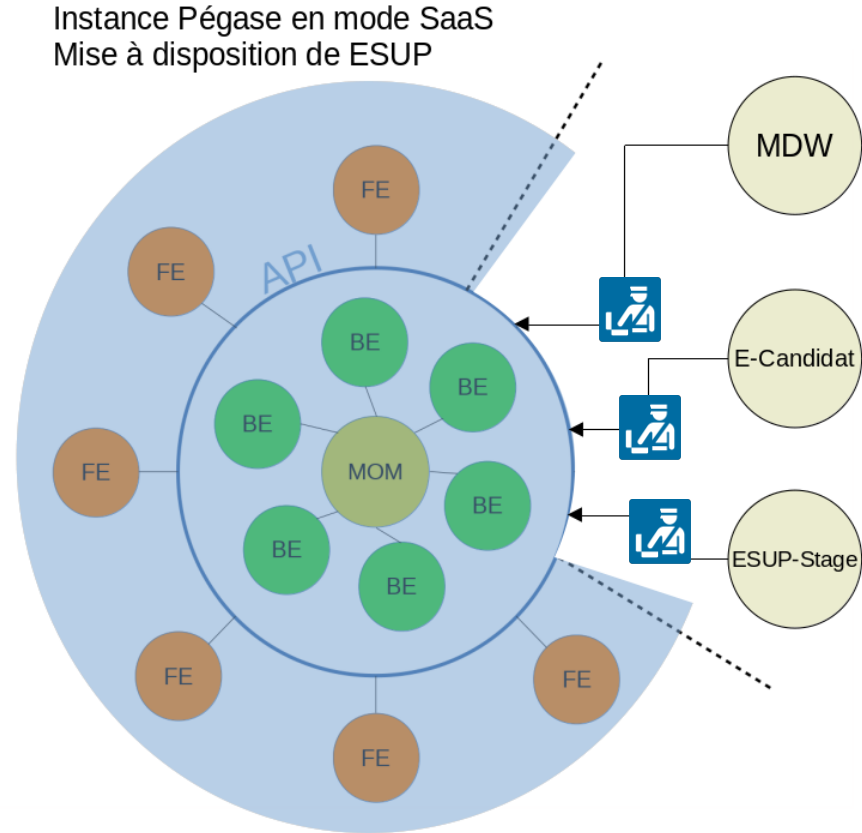 Instance Pégase en mode SaaS
Mise à disposition de ESUP
MDW
FE
FE
API
BE
E-Candidat
BE
BE
FE
MOM
BE
BE
ESUP-Stage
BE
FE
FE
FE